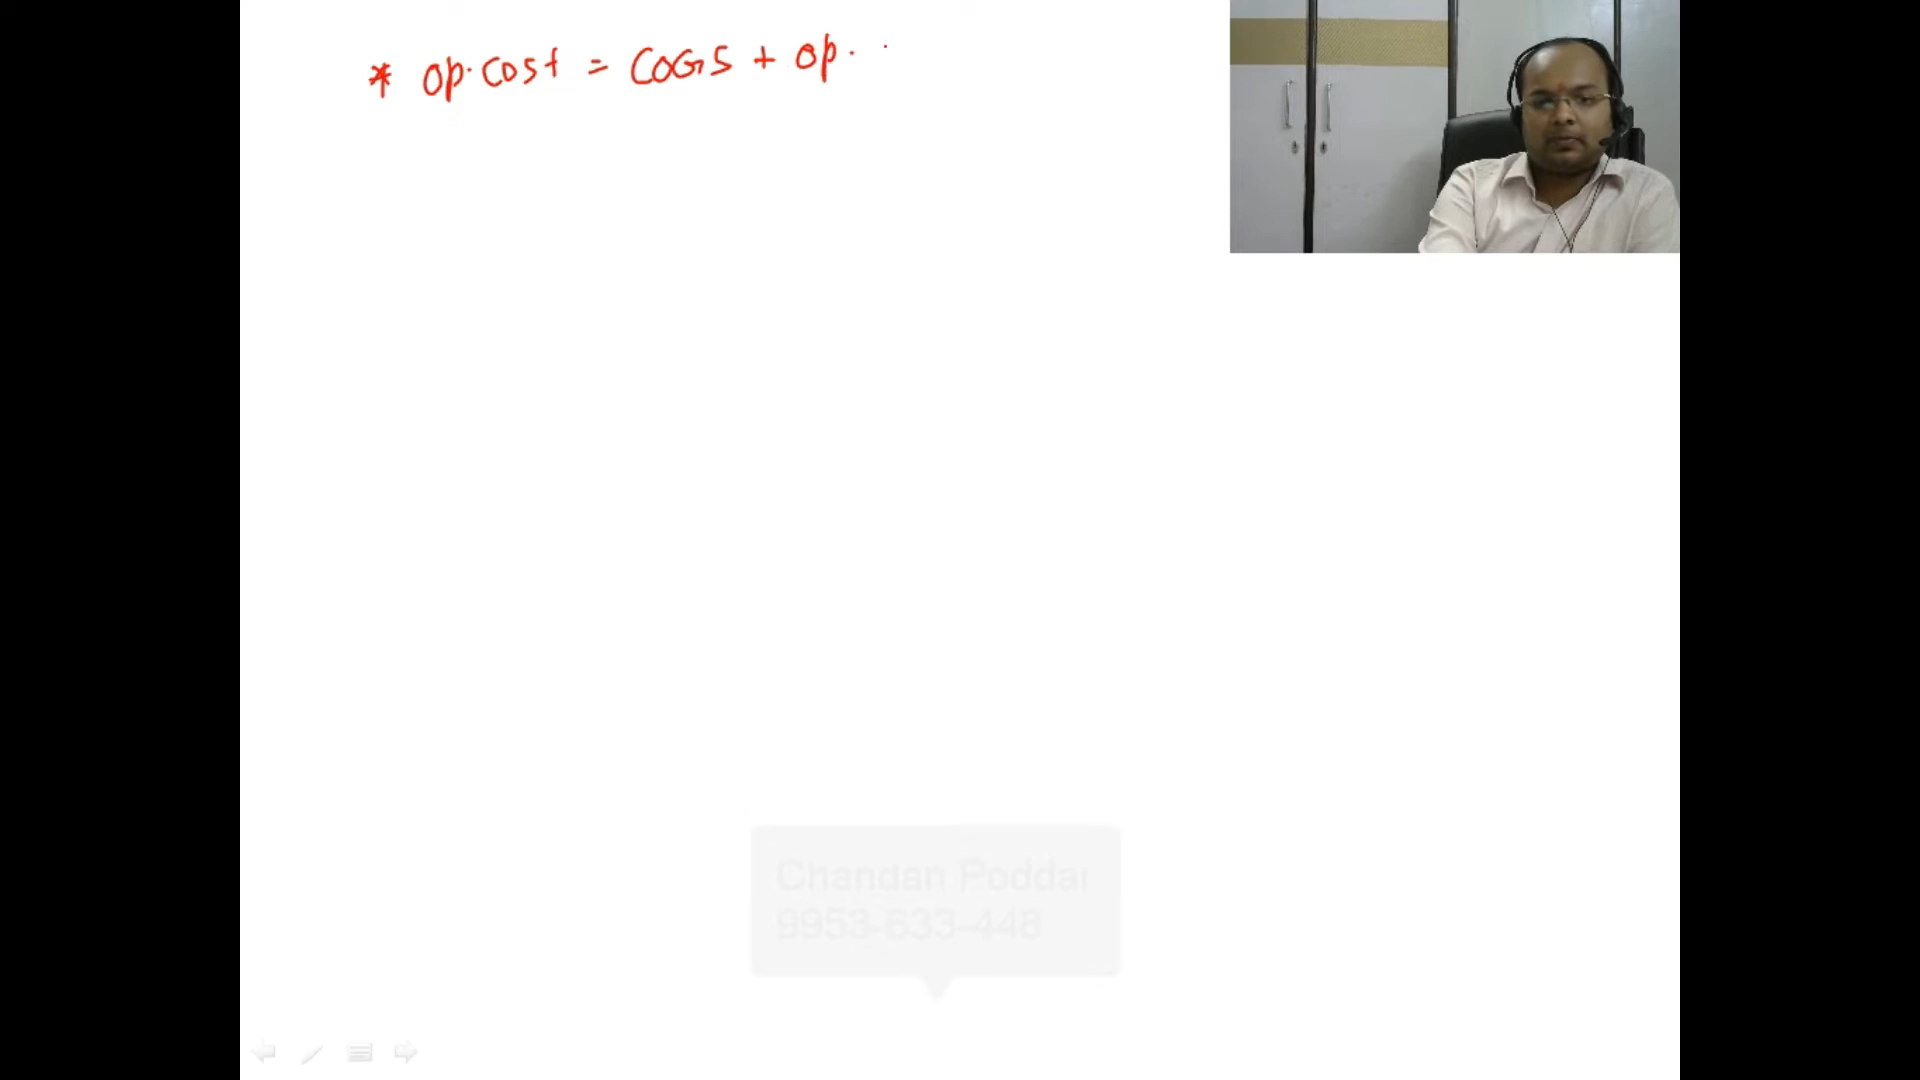 * op. cost = COGS + op.
Chandan Poddar
9953-633-448